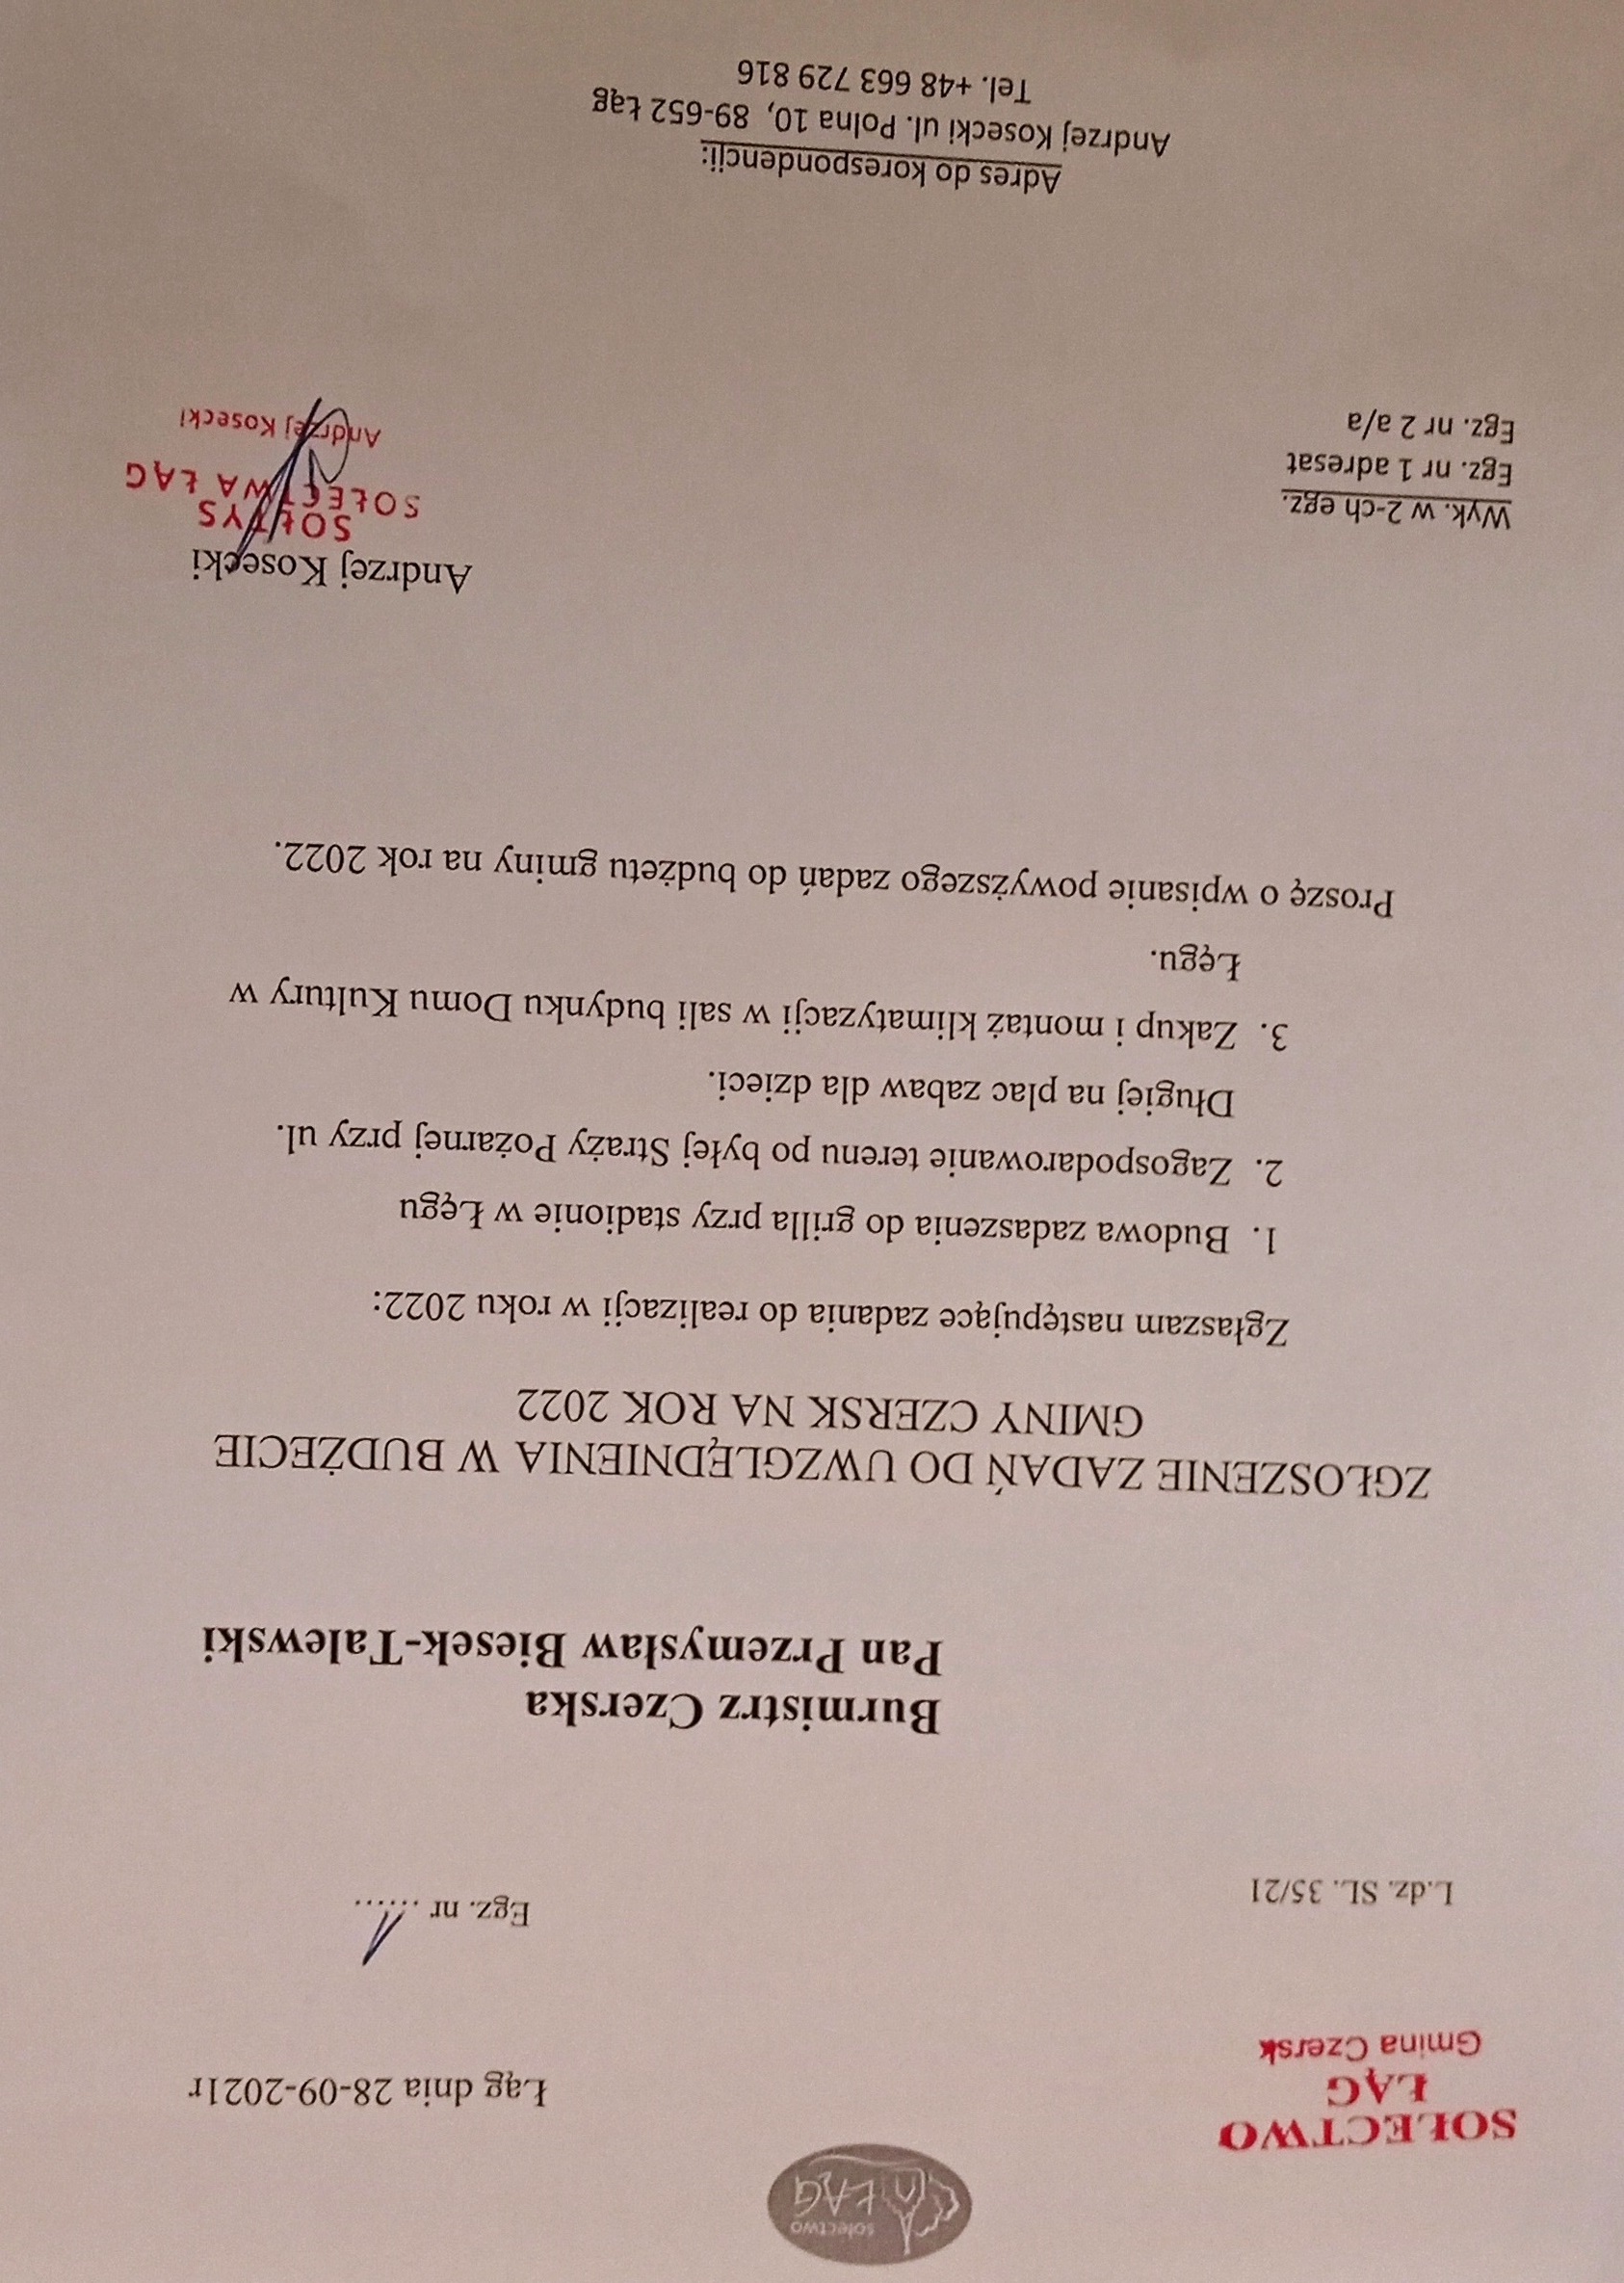 sołectwo
ŁĄG
SOŁECTWO
ŁĄG
Gmina Czersk
Łąg dnia 28-09-2021r
L.dz. SL. 35/21
Egz. nr ...1...
Burmistrz Czerska
Pan Przemysław Biesek-Talewski
ZGŁOSZENIE ZADAŃ DO UWZGLĘDNIENIA W BUDŻECIE
GMINY CZERSK NA ROK 2022
Zgłaszam następujące zadania do realizacji w roku 2022:
1. Budowa zadaszenia do grilla przy stadionie w Łęgu
2. Zagospodarowanie terenu po byłej Straży Pożarnej przy ul.
Długiej na plac zabaw dla dzieci.
3. Zakup i montaż klimatyzacji w sali budynku Domu Kultury w
Łęgu.
Proszę o wpisanie powyższego zadań do budżetu gminy na rok 2022.
Andrzej Kosecki
SOŁTYS
SOŁECTWA ŁĄG
Andrzej Kosecki
Wyk. w 2-ch egz.
Egz. nr 1 adresat
Egz. nr 2 a/a
Adres do korespondencji:
Andrzej Kosecki ul. Polna 10, 89-652 Łąg
Tel. +48 663 729 816